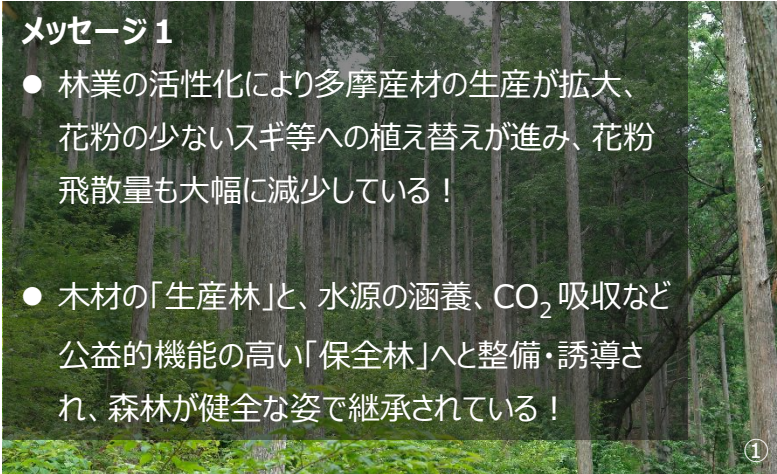 メッセージ1
● 林業の活性化により多摩産材の生産が拡大、
花粉の少ないスギ等への植え替えが進み、花粉
飛散量も大幅に減少している！
● 木材の「生産林」と、水源の涵養、CO₂吸収など
公益的機能の高い「保全林」へと整備・誘導さ
れ、森林が健全な姿で継承されている！
①